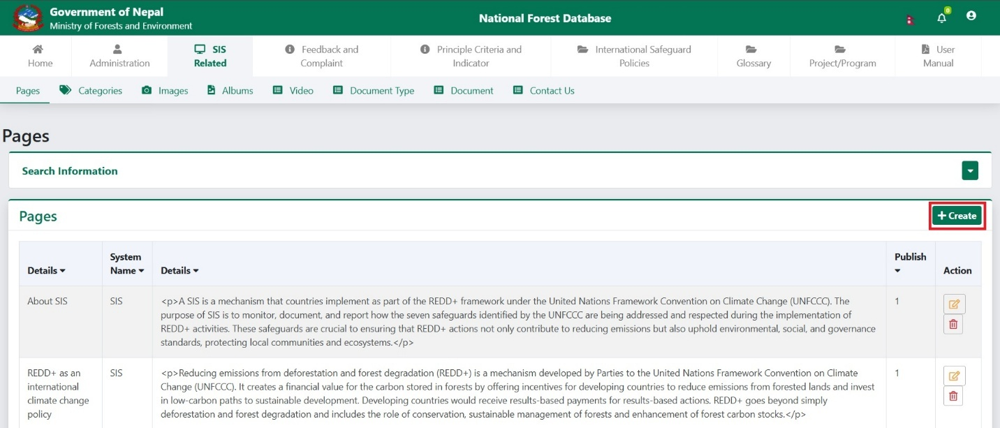 Government of Nepal
Ministry of Forests and Environment
National Forest Database
0
Home
Administration
SIS
Related
Feedback and
Complaint
Principle Criteria and
Indicator
International Safeguard
Policies
Glossary
Project/Program
User
Manual
Pages
Categories
Images
Albums
Video
Document Type
Document
Contact Us
Pages
Search Information
Pages
+ Create
Details
System
Name
Details
Publish
Action
About SIS
SIS
<p>A SIS is a mechanism that countries implement as part of the REDD+ framework under the United Nations Framework Convention on Climate Change (UNFCCC). The
purpose of SIS is to monitor, document, and report how the seven safeguards identified by the UNFCCC are being addressed and respected during the implementation of
REDD+ activities. These safeguards are crucial to ensuring that REDD+ actions not only contribute to reducing emissions but also uphold environmental, social, and governance
standards, protecting local communities and ecosystems.</p>
1
REDD+ as an
international
climate change
policy
SIS
<p>Reducing emissions from deforestation and forest degradation (REDD+) is a mechanism developed by Parties to the United Nations Framework Convention on Climate
Change (UNFCCC). It creates a financial value for the carbon stored in forests by offering incentives for developing countries to reduce emissions from forested lands and invest
in low-carbon paths to sustainable development. Developing countries would receive results-based payments for results-based actions. REDD+ goes beyond simply
deforestation and forest degradation and includes the role of conservation, sustainable management of forests and enhancement of forest carbon stocks.</p>
1